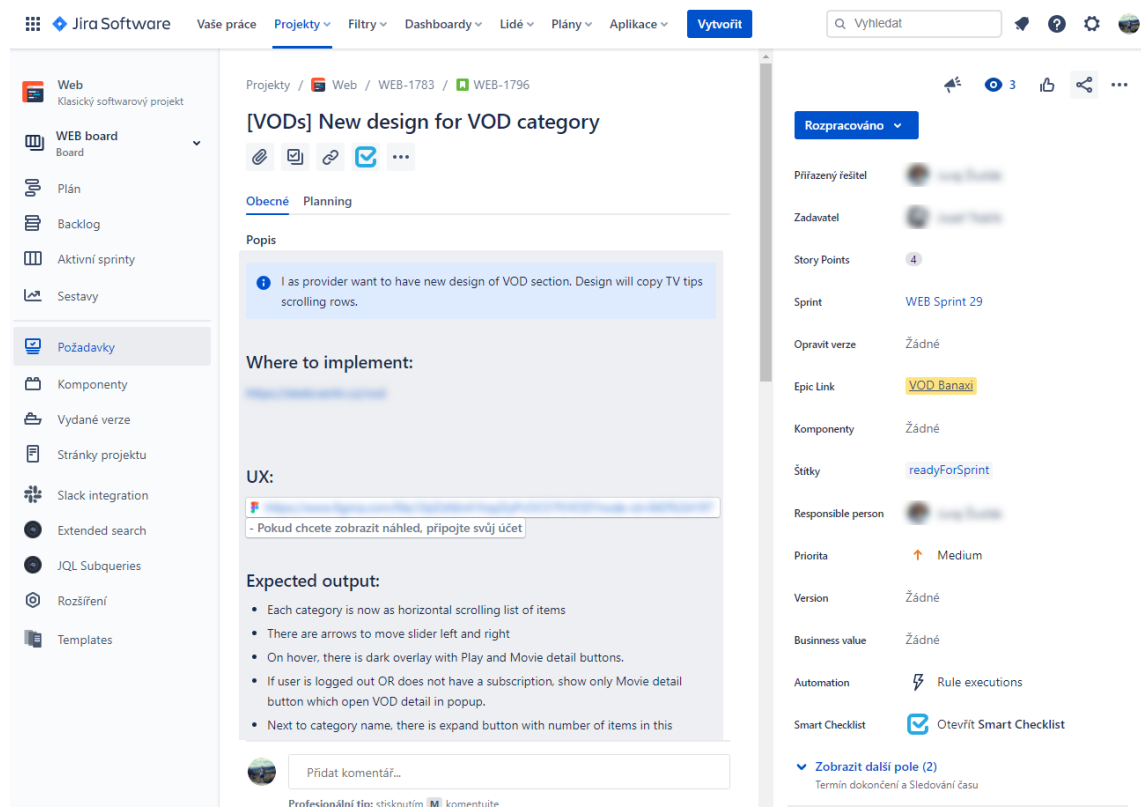 Jira Software
Vaše práce
Projekty
Filtry
Dashboardy
Lidé
Plány
Aplikace
Vytvořit
Vyhledat
Web
Klasický softwarový projekt
WEB board
Board
Plán
Backlog
Aktivní sprinty
Sestavy
Požadavky
Komponenty
Vydané verze
Stránky projektu
Slack integration
Extended search
JQL Subqueries
Rozšíření
Templates
Projekty / Web / WEB-1783 / WEB-1796
[VODs] New design for VOD category
Obecné Planning
Popis
I as provider want to have new design of VOD section. Design will copy TV tips
scrolling rows.
Where to implement:
UX:
- Pokud chcete zobrazit náhled, připojte svůj účet
Expected output:
• Each category is now as horizontal scrolling list of items
• There are arrows to move slider left and right
• On hover, there is dark overlay with Play and Movie detail buttons.
• If user is logged out OR does not have a subscription, show only Movie detail
button which open VOD detail in popup.
• Next to category name, there is expand button with number of items in this
Přidat komentář...
Profesionální tip: stisknutím M komentujte
3
Rozpracováno
Přiřazený řešitel
Zadavatel
Story Points 4
Sprint WEB Sprint 29
Opravit verze Žádné
Epic Link VOD Banaxi
Komponenty Žádné
Štítky readyForSprint
Responsible person
Priorita Medium
Version Žádné
Businness value Žádné
Automation Rule executions
Smart Checklist Otevřít Smart Checklist
Zobrazit další pole (2)
Termín dokončení a Sledování času